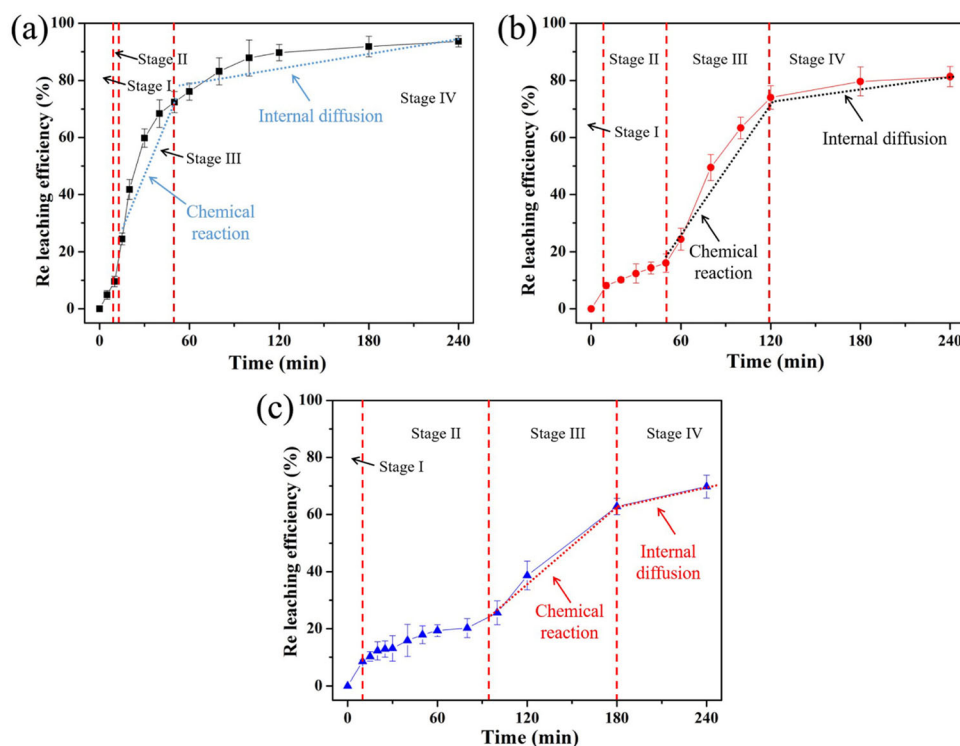 (a)
Re leaching efficiency (%)
100
80
60
40
20
0
Stage II
Stage I
Stage III
Stage IV
Internal diffusion
Chemical
reaction
0
60
120
180
240
Time (min)
(b)
Re leaching efficiency (%)
100
80
60
40
20
0
Stage I
Stage II
Stage III
Stage IV
Internal diffusion
Chemical
reaction
0
60
120
180
240
Time (min)
(c)
Re leaching efficiency (%)
100
80
60
40
20
0
Stage I
Stage II
Stage III
Stage IV
Internal
diffusion
Chemical
reaction
0
60
120
180
240
Time (min)